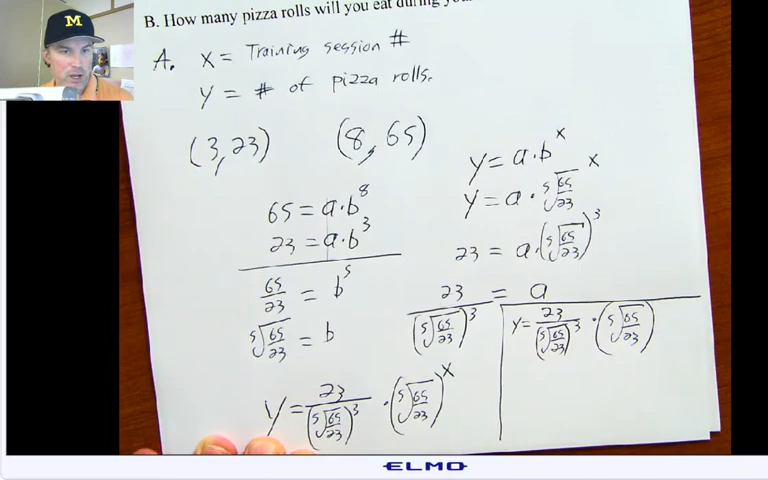 M
B. How many pizza rolls will you eat during
A. x = Training session #
y = # of pizza rolls.
(3,23) (8,65)
65 = a·b^8
23 = a·b^3
65/23 = b^5
⁵√(65/23) = b
y = a·b^x
y = a·⁵√(65/23)^x
23 = a·(⁵√(65/23))^3
23/(⁵√(65/23))^3 = a
y = 23/(⁵√(65/23))^3 · (⁵√(65/23))
y = 23/(⁵√(65/23))^3 · (⁵√(65/23))^x
ELMO